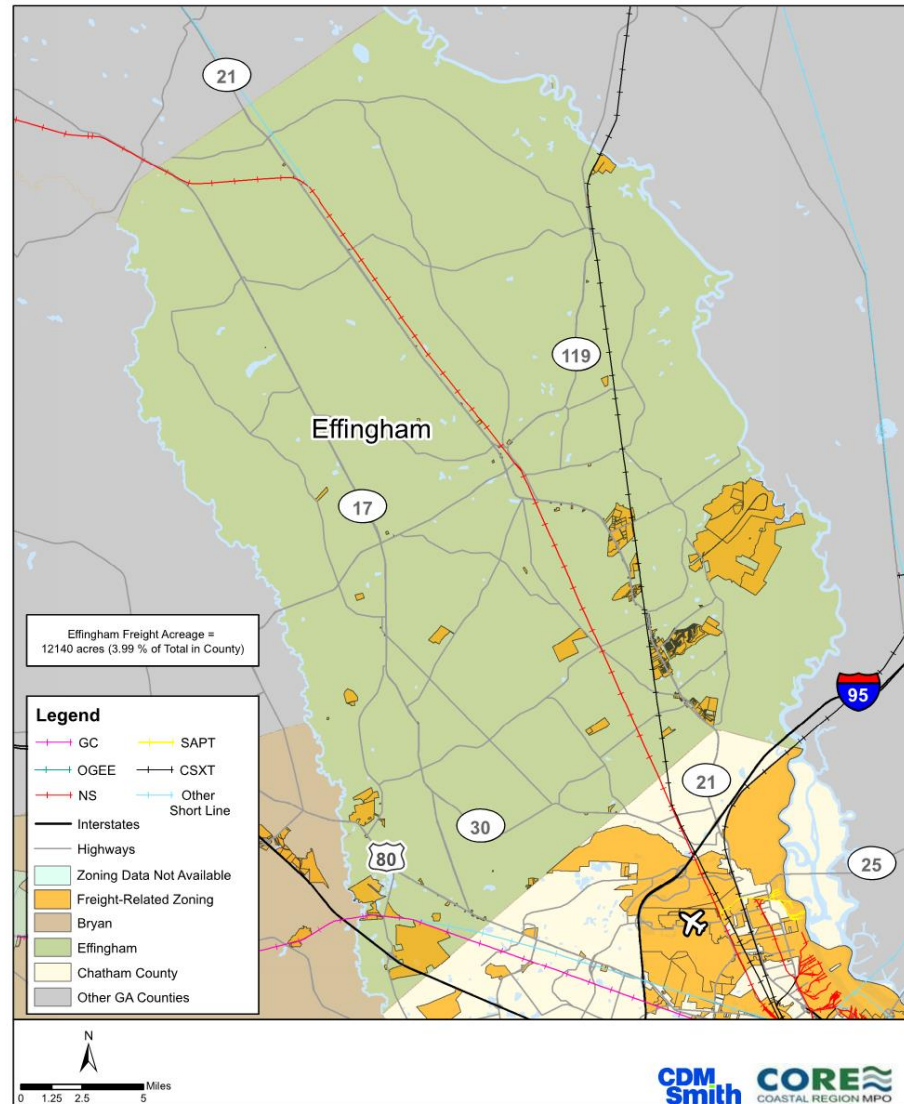 21
119
Effingham
17
Effingham Freight Acreage =
12140 acres (3.99 % of Total in County)
95
Legend
GC
SAPT
OGEE
CSXT
NS
Other
Short Line
Interstates
Highways
Zoning Data Not Available
Freight-Related Zoning
Bryan
Effingham
Chatham County
Other GA Counties
21
30
80
25
N
Miles
0 1.25 2.5 5
CDM
Smith
CORE
COASTAL REGION MPO